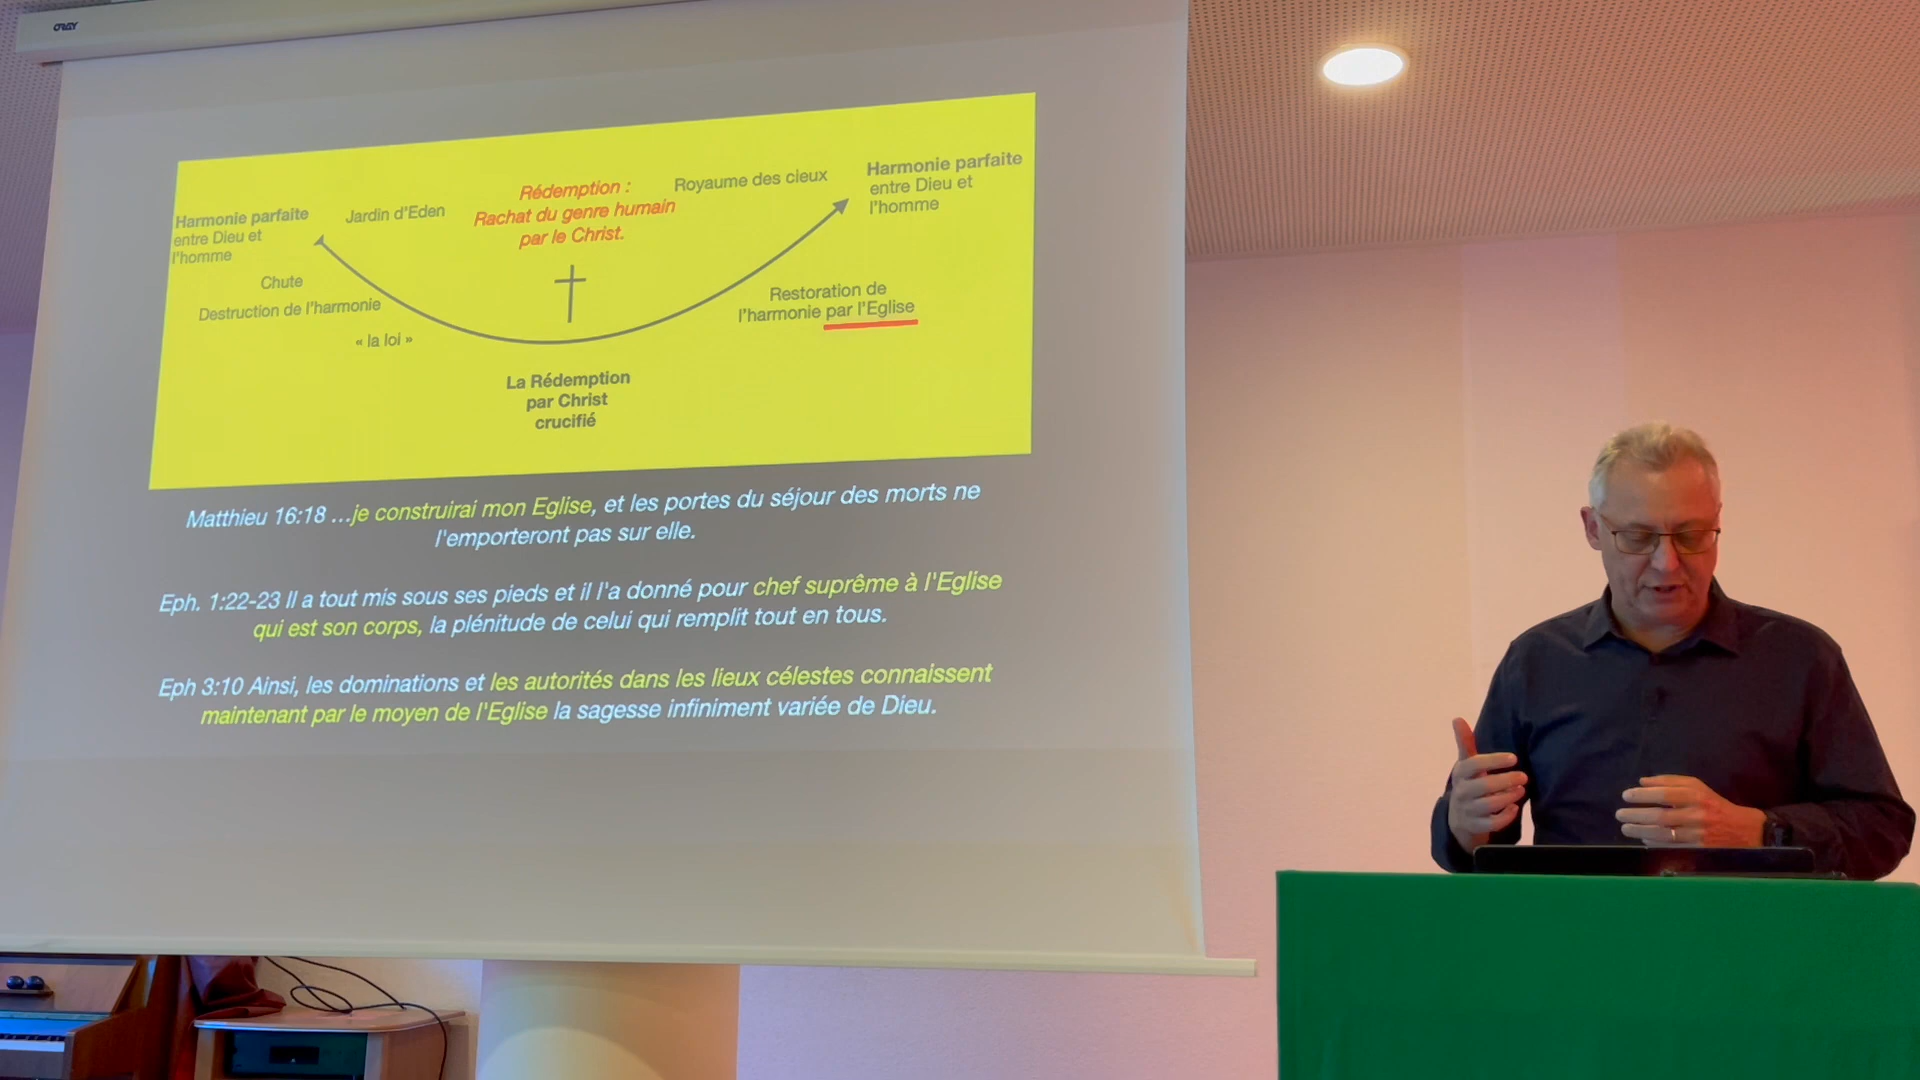 ORAY
Harmonie parfaite
entre Dieu et
l'homme
Jardin d'Eden
Rédemption :
Rachat du genre humain
par le Christ.
Royaume des cieux
Harmonie parfaite
entre Dieu et
l'homme
Chute
Destruction de l'harmonie
« la loi »
Restoration de
l'harmonie par l'Eglise
La Rédemption
par Christ
crucifié
Matthieu 16:18 ...je construirai mon Eglise, et les portes du séjour des morts ne
l'emporteront pas sur elle.
Eph. 1:22-23 Il a tout mis sous ses pieds et il l'a donné pour chef suprême à l'Eglise
qui est son corps, la plénitude de celui qui remplit tout en tous.
Eph 3:10 Ainsi, les dominations et les autorités dans les lieux célestes connaissent
maintenant par le moyen de l'Eglise la sagesse infiniment variée de Dieu.